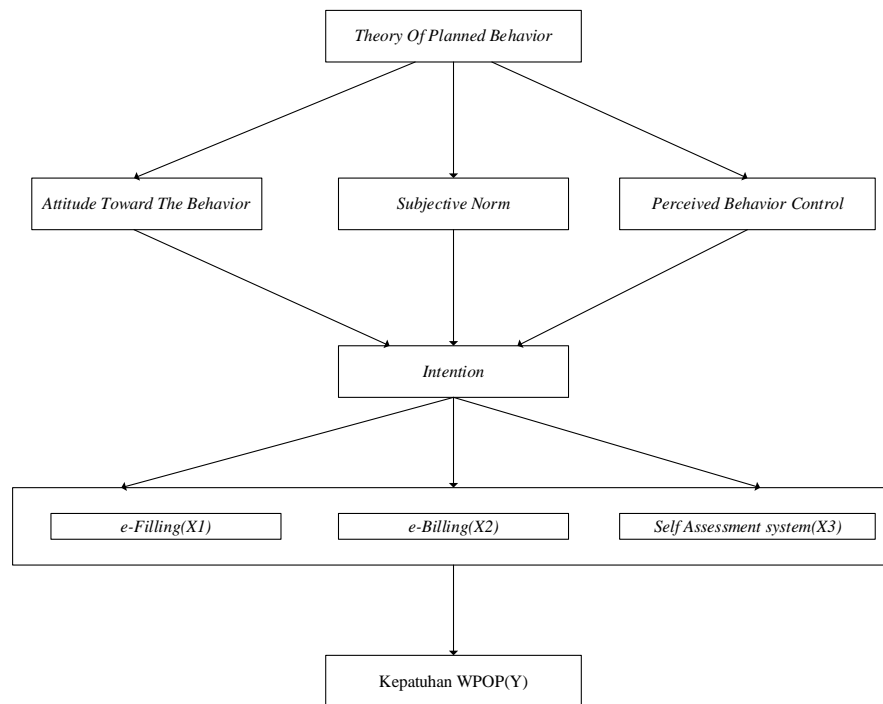 Theory Of Planned Behavior
Attitude Toward The Behavior
Subjective Norm
Perceived Behavior Control
Intention
e-Filling(X1)
e-Billing(X2)
Self Assessment system(X3)
Kepatuhan WPOP(Y)